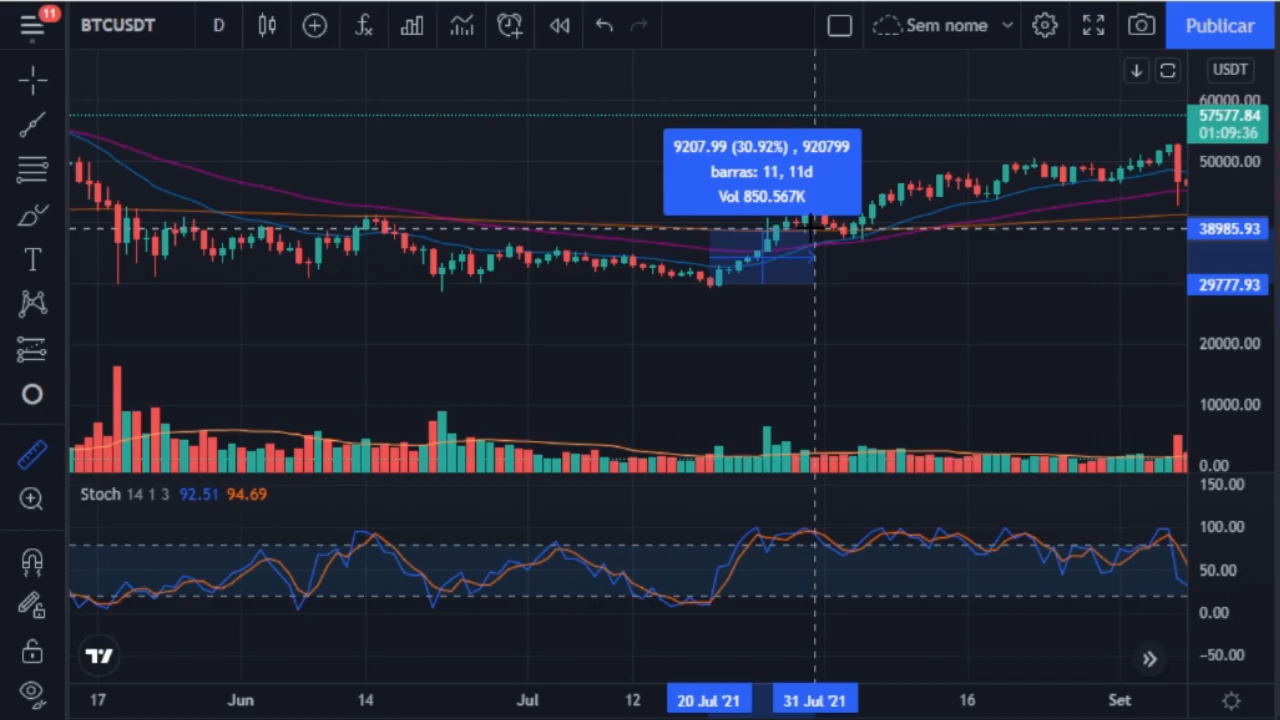 11
BTCUSDT D Sem nome Publicar
USDT
60000.00
57577.84
01:09:36
50000.00
9207.99 (30.92%) , 920799
barras: 11, 11d
Vol 850.567K
38985.93
29777.93
20000.00
10000.00
0.00
Stoch 14 1 3 92.51 94.69
150.00
100.00
50.00
0.00
−50.00
17 Jun 14 Jul 12 20 Jul '21 31 Jul '21 16 Set